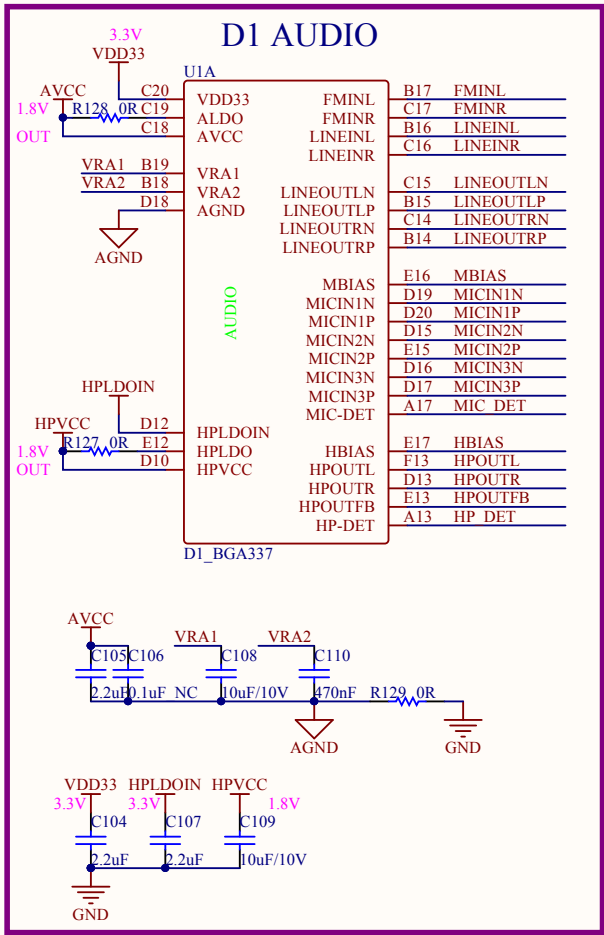 D1 AUDIO
3.3V
VDD33
U1A
AVCC
1.8V
OUT
R128 0R
C20
C19
C18
VDD33
ALDO
AVCC
FMINL
FMINR
LINEINL
LINEINR
B17 FMINL
C17 FMINR
B16 LINEINL
C16 LINEINR
VRA1 B19
VRA2 B18
D18
VRA1
VRA2
AGND
AGND
LINEOUTLN
LINEOUTLP
LINEOUTRN
LINEOUTRP
C15 LINEOUTLN
B15 LINEOUTLP
C14 LINEOUTRN
B14 LINEOUTRP
AUDIO
MBIAS
MICIN1N
MICIN1P
MICIN2N
MICIN2P
MICIN3N
MICIN3P
MIC-DET
E16 MBIAS
D19 MICIN1N
D20 MICIN1P
D15 MICIN2N
E15 MICIN2P
D16 MICIN3N
D17 MICIN3P
A17 MIC_DET
HPLDOIN
HPVCC
1.8V
OUT
R127 0R
D12
E12
D10
HPLDOIN
HPLDO
HPVCC
HBIAS
HPOUTL
HPOUTR
HPOUTFB
HP-DET
E17 HBIAS
F13 HPOUTL
D13 HPOUTR
E13 HPOUTFB
A13 HP_DET
D1_BGA337
AVCC
VRA1
VRA2
C105
C106
C108
C110
2.2uF
0.1uF_NC
10uF/10V
470nF
R129 0R
AGND
GND
VDD33
HPLDOIN
HPVCC
3.3V
3.3V
1.8V
C104
C107
C109
2.2uF
2.2uF
10uF/10V
GND